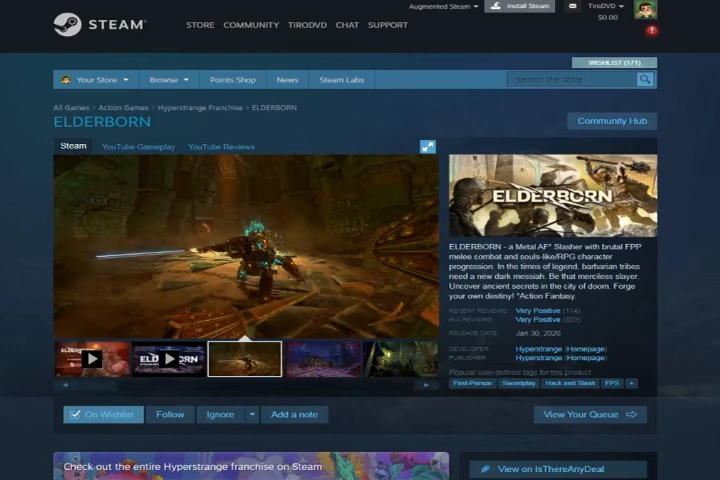 Augmented Steam
Install Steam
TiroDVD
$0.00
STEAM
STORE COMMUNITY TIRODVD CHAT SUPPORT
WISHLIST (171)
Your Store Browse Points Shop News Steam Labs search the store
All Games > Action Games > Hyperstrange Franchise > ELDERBORN
ELDERBORN
Community Hub
Steam YouTube Gameplay YouTube Reviews
ELDERBORN
ELDERBORN - a Metal AF* Slasher with brutal FPP
melee combat and souls-like/RPG character
progression. In the times of legend, barbarian tribes
need a new dark messiah. Be that merciless slayer.
Uncover ancient secrets in the city of doom. Forge
your own destiny! *Action Fantasy.
RECENT REVIEWS: Very Positive (114)
ALL REVIEWS: Very Positive (803)
RELEASE DATE: Jan 30, 2020
DEVELOPER: Hyperstrange (Homepage)
PUBLISHER: Hyperstrange (Homepage)
Popular user-defined tags for this product:
First-Person Swordplay Hack and Slash FPS +
On Wishlist Follow Ignore Add a note
View Your Queue
Check out the entire Hyperstrange franchise on Steam
View on IsThereAnyDeal